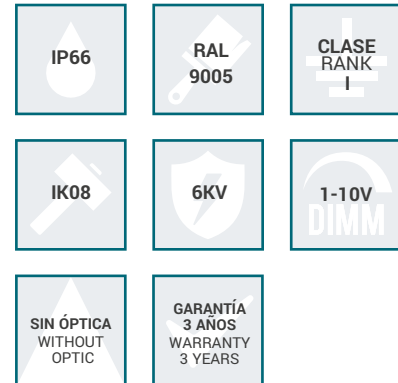 IP66
RAL
9005
CLASE
RANK
I
IK08
6KV
1-10V
DIMM
SIN ÓPTICA
WITHOUT
OPTIC
GARANTÍA
3 AÑOS
WARRANTY
3 YEARS